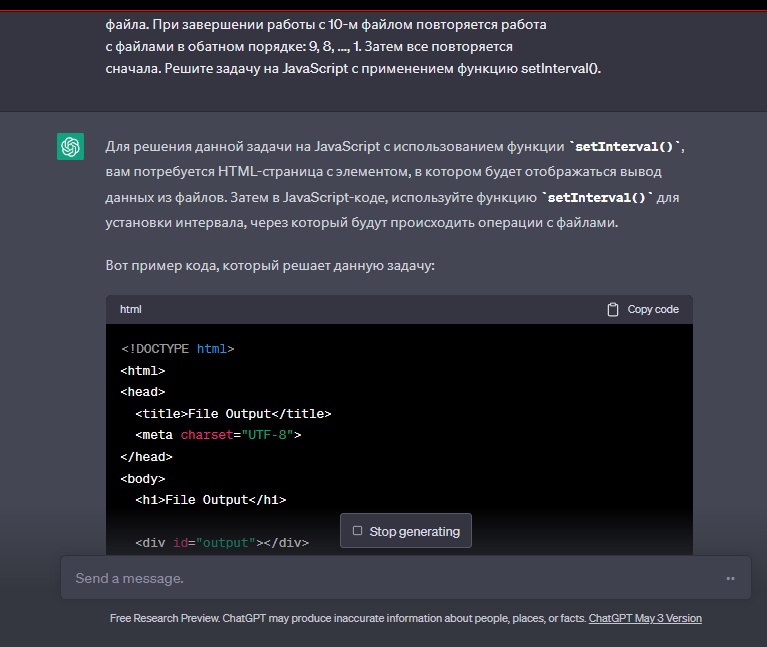 файла. При завершении работы с 10-м файлом повторяется работа
с файлами в обатном порядке: 9, 8, ..., 1. Затем все повторяется
сначала. Решите задачу на JavaScript с применением функцию setInterval().
Для решения данной задачи на JavaScript с использованием функции `setInterval()`,
вам потребуется HTML-страница с элементом, в котором будет отображаться вывод
данных из файлов. Затем в JavaScript-коде, используйте функцию `setInterval()` для
установки интервала, через который будут происходить операции с файлами.
Вот пример кода, который решает данную задачу:
html Copy code
<!DOCTYPE html>
<html>
<head>
<title>File Output</title>
<meta charset="UTF-8">
</head>
<body>
<h1>File Output</h1>
Stop generating
<div id="output"></div>
Send a message.
Free Research Preview. ChatGPT may produce inaccurate information about people, places, or facts. ChatGPT May 3 Version